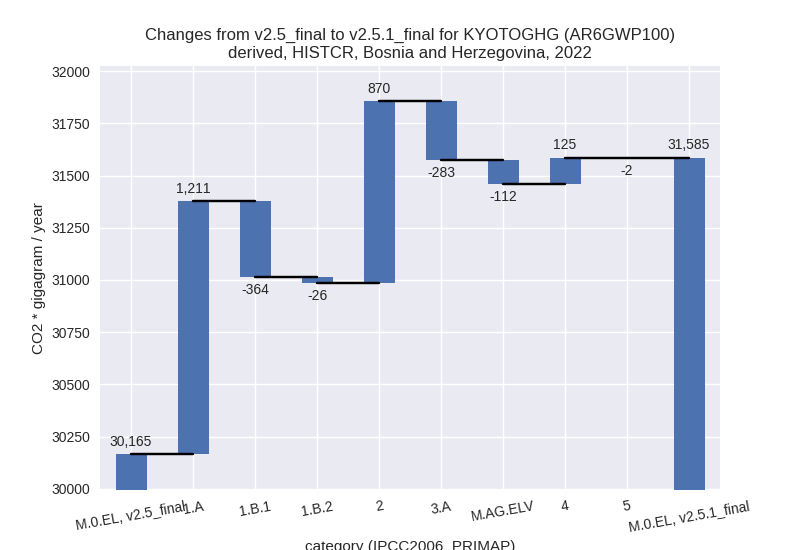 Changes from v2.5_final to v2.5.1_final for KYOTOGHG (AR6GWP100)
derived, HISTCR, Bosnia and Herzegovina, 2022
CO2 * gigagram / year
32000
31750
31500
31250
31000
30750
30500
30250
30000
30,165
1,211
-364
-26
870
-283
-112
125
-2
31,585
M.0.EL, v2.5_final
1.A
1.B.1
1.B.2
2
3.A
M.AG.ELV
4
5
M.0.EL, v2.5.1_final
category (IPCC2006_PRIMAP)